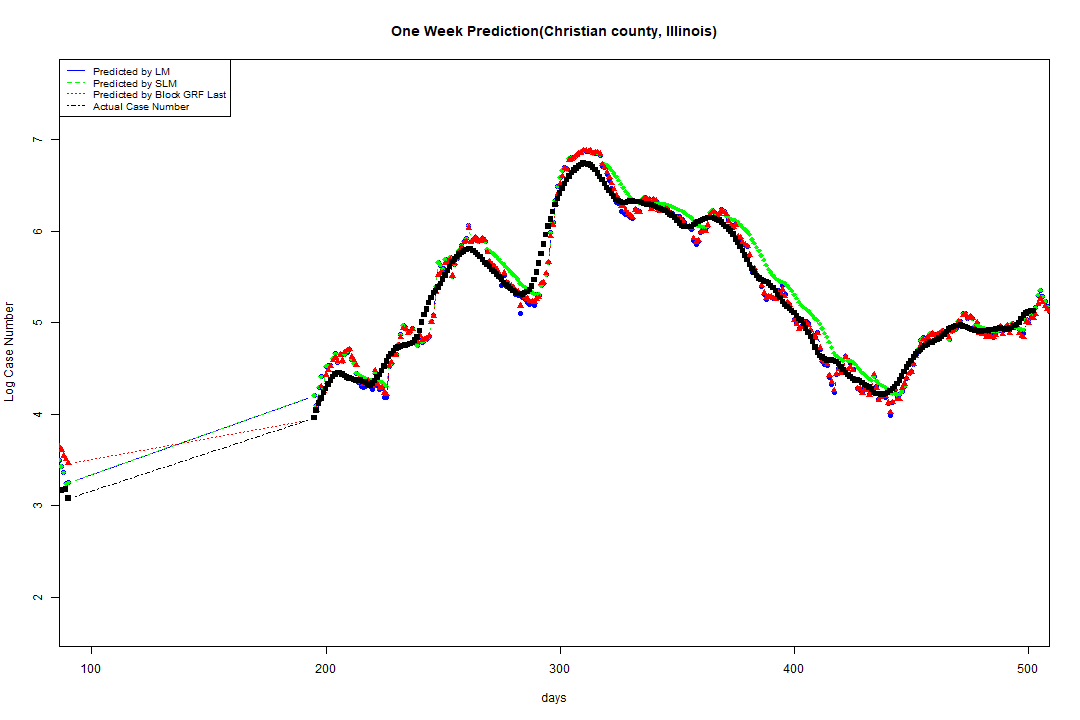 One Week Prediction(Christian county, Illinois)
Predicted by LM
Predicted by SLM
Predicted by Block GRF Last
Actual Case Number
7
6
5
4
3
2
Log Case Number
100 200 300 400 500
days